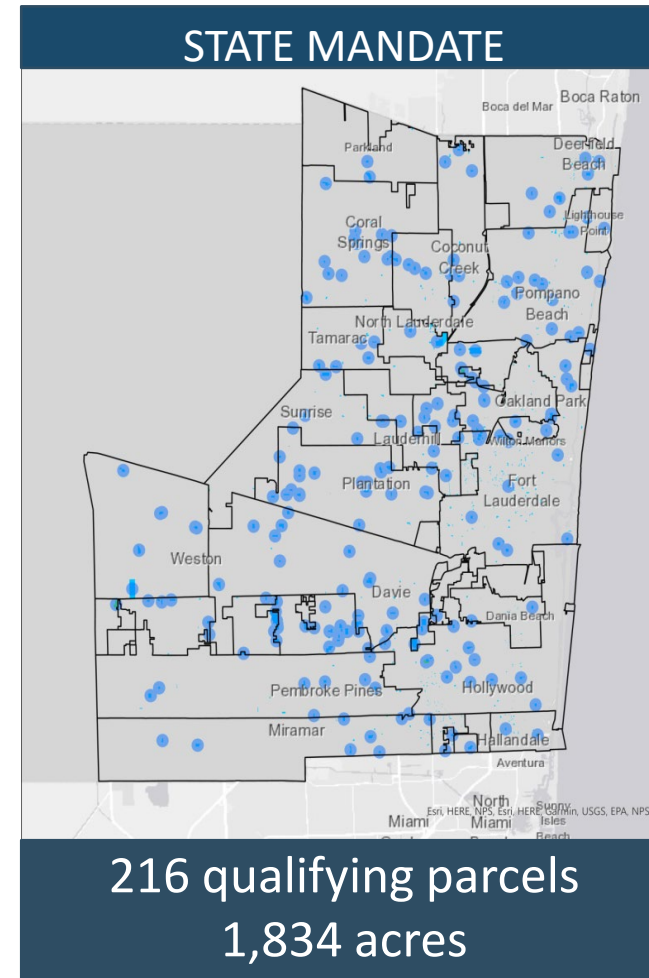 STATE MANDATE
Boca Raton
Boca del Mar
Parkland
Deerfield
Beach
Lighthouse
Point
Coral
Springs
Coconut
Creek
Pompano
Beach
North Lauderdale
Tamarac
Oakland Park
Sunrise
Lauderhill
Wilton Manors
Plantation
Fort
Lauderdale
Weston
Davie
Dania Beach
Pembroke Pines
Hollywood
Miramar
Hallandale
Aventura
North
Miami
Miami
Sunny
Isles
Beach
Esri, HERE, NPS, Esri, HERE, Garmin, USGS, EPA, NPS
216 qualifying parcels
1,834 acres